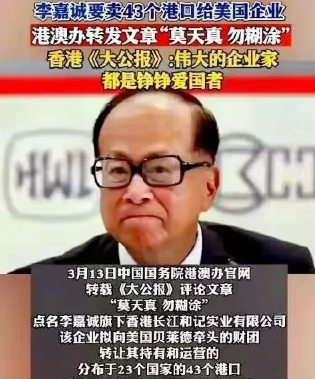 李嘉诚要卖43个港口给美国企业
港澳办转发文章“莫天真 勿糊涂”
香港《大公报》:伟大的企业家
都是铮铮爱国者
HWL
3月13日中国国务院港澳办官网
转载《大公报》评论文章
“莫天真 勿糊涂”
点名李嘉诚旗下香港长江和记实业有限公司
该企业拟向美国贝莱德牵头的财团
转让其持有和运营的
分布于23个国家的43个个港口